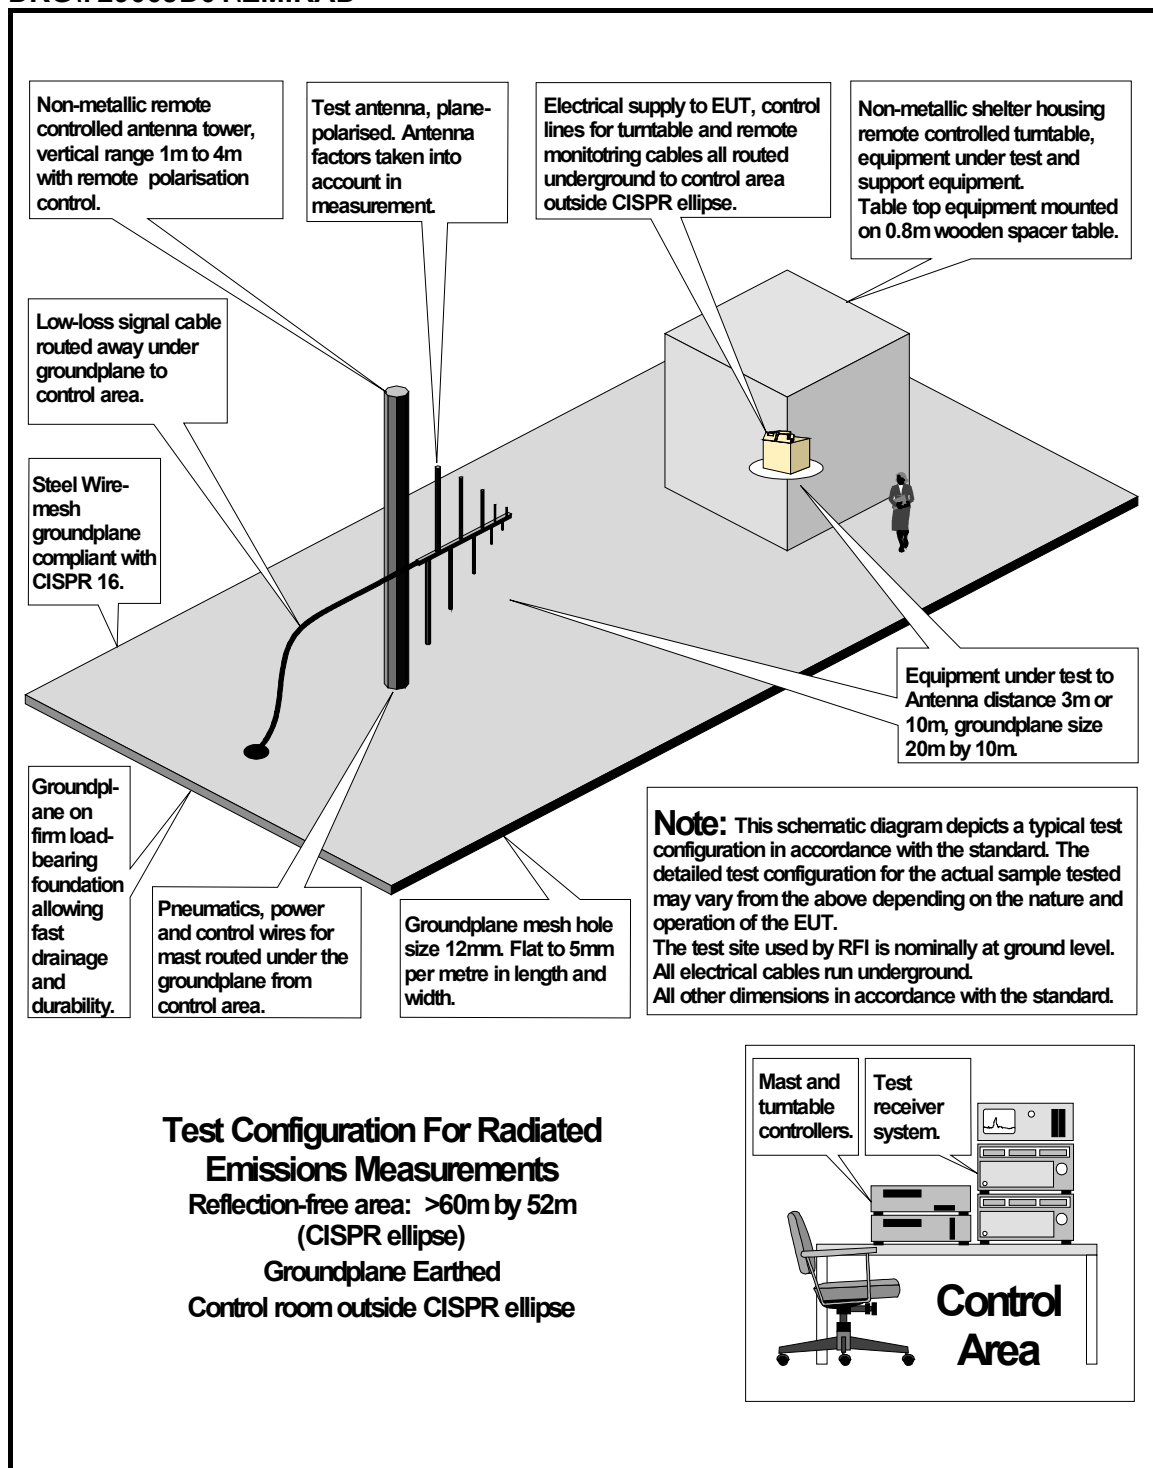 Non-metallic remote
controlled antenna tower,
vertical range 1m to 4m
with remote polarisation
control.
Test antenna, plane-
polarised. Antenna
factors taken into
account in
measurement.
Electrical supply to EUT, control
lines for turntable and remote
monitotring cables all routed
underground to control area
outside CISPR ellipse.
Non-metallic shelter housing
remote controlled turntable,
equipment under test and
support equipment.
Table top equipment mounted
on 0.8m wooden spacer table.
Low-loss signal cable
routed away under
groundplane to
control area.
Steel Wire-
mesh
groundplane
compliant with
CISPR 16.
Equipment under test to
Antenna distance 3m or
10m, groundplane size
20m by 10m.
Groundpl-
ane on
firm load-
bearing
foundation
allowing
fast
drainage
and
durability.
Pneumatics, power
and control wires for
mast routed under the
groundplane from
control area.
Groundplane mesh hole
size 12mm. Flat to 5mm
per metre in length and
width.
Note: This schematic diagram depicts a typical test
configuration in accordance with the standard. The
detailed test configuration for the actual sample tested
may vary from the above depending on the nature and
operation of the EUT.
The test site used by RFI is nominally at ground level.
All electrical cables run underground.
All other dimensions in accordance with the standard.
Test Configuration For Radiated
Emissions Measurements
Reflection-free area: >60m by 52m
(CISPR ellipse)
Groundplane Earthed
Control room outside CISPR ellipse
Mast and
turntable
controllers.
Test
receiver
system.
Control
Area